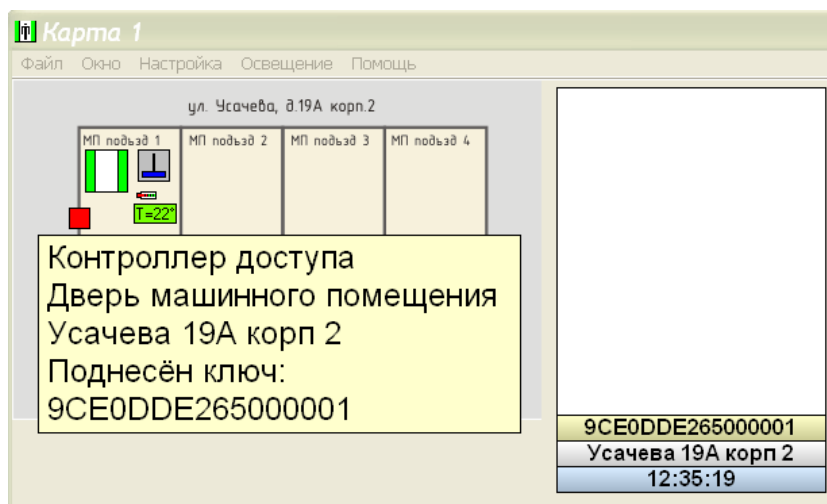 Карта 1
Файл Окно Настройка Освещение Помощь
ул. Усачева, д.19А корп.2
МП подъзд 1 МП подъзд 2 МП подъзд 3 МП подъзд 4
T=22°
Контроллер доступа
Дверь машинного помещения
Усачева 19А корп 2
Поднесён ключ:
9CE0DDE265000001
9CE0DDE265000001
Усачева 19А корп 2
12:35:19